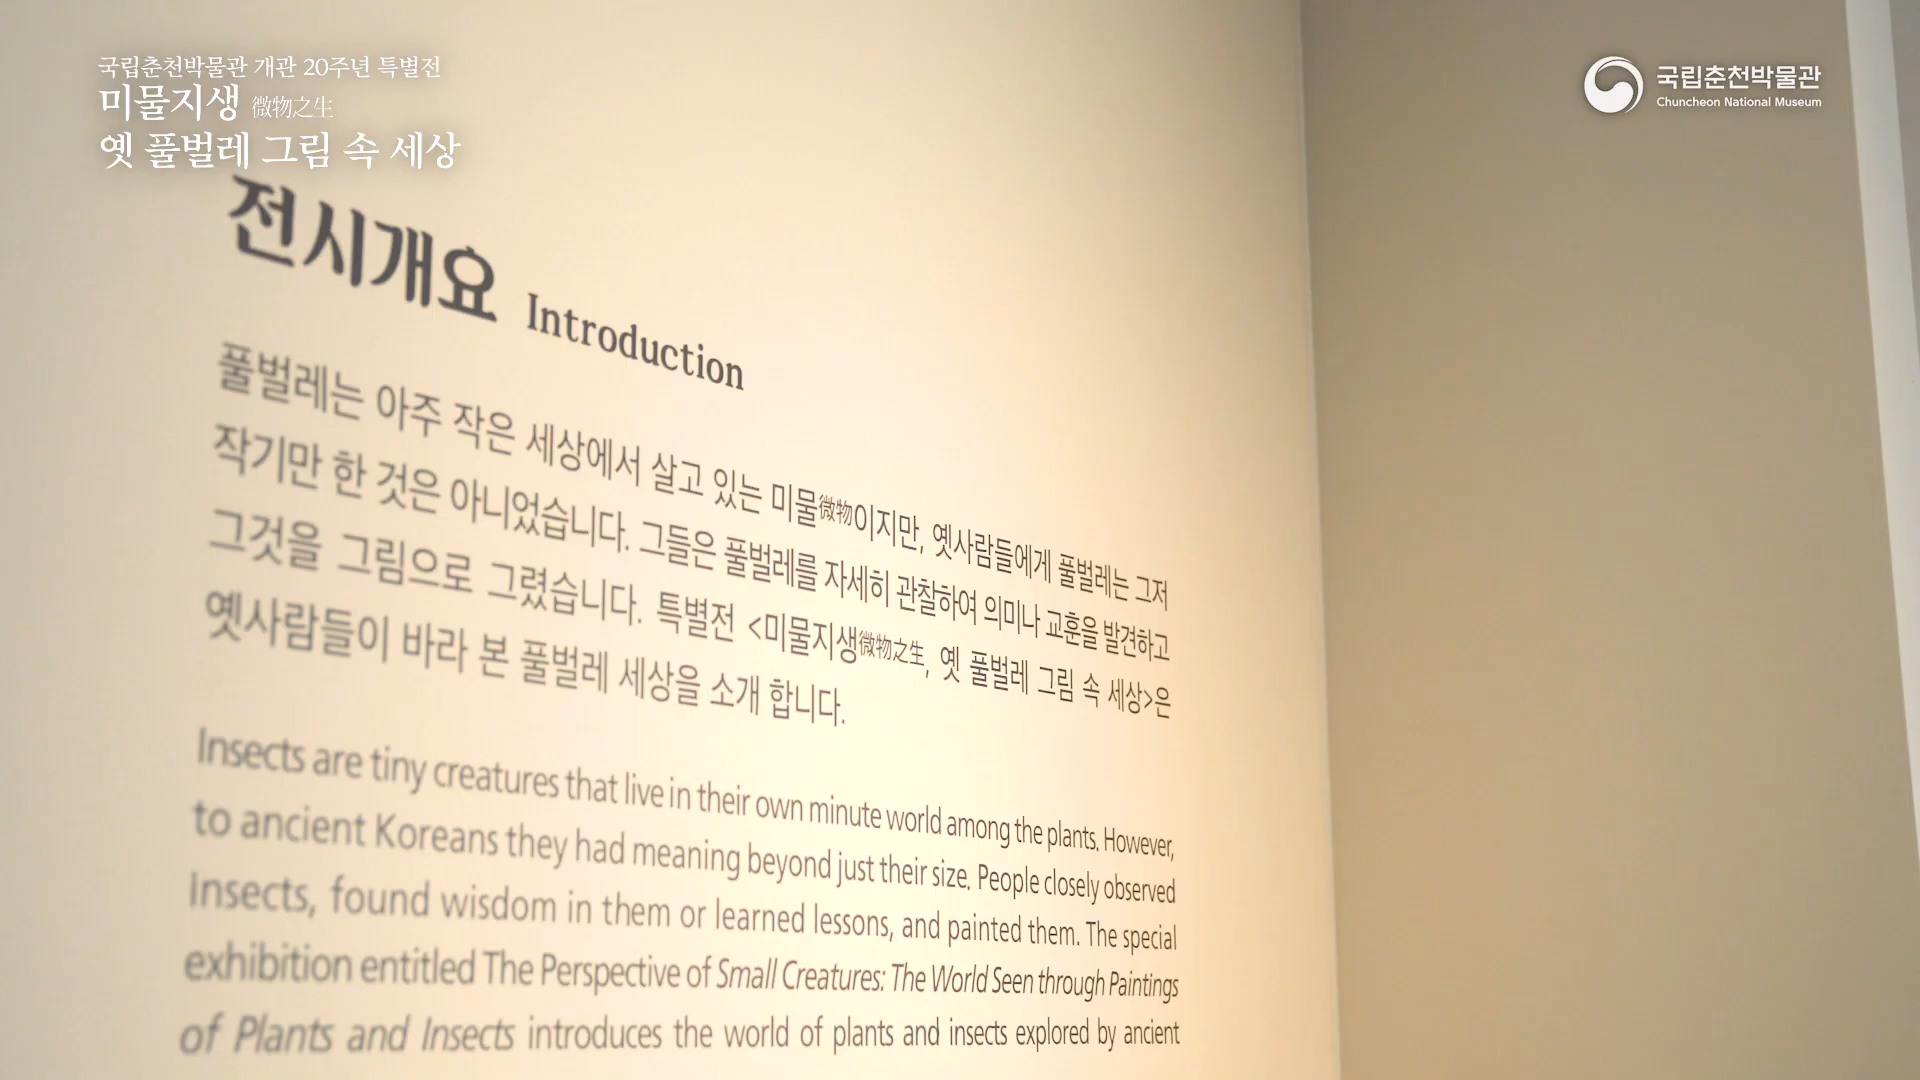 국립춘천박물관 개관 20주년 특별전
미물지생 微物之生
옛 풀벌레 그림 속 세상
국립춘천박물관
Chuncheon National Museum
전시개요 Introduction
풀벌레는 아주 작은 세상에서 살고 있는 미물微物이지만, 옛사람들에게 풀벌레는 그저
작기만 한 것은 아니었습니다. 그들은 풀벌레를 자세히 관찰하여 의미나 교훈을 발견하고
그것을 그림으로 그렸습니다. 특별전 <미물지생微物之生, 옛 풀벌레 그림 속 세상>은
옛사람들이 바라 본 풀벌레 세상을 소개 합니다.
Insects are tiny creatures that live in their own minute world among the plants. However,
to ancient Koreans they had meaning beyond just their size. People closely observed
Insects, found wisdom in them or learned lessons, and painted them. The special
exhibition entitled The Perspective of Small Creatures: The World Seen through Paintings
of Plants and Insects introduces the world of plants and insects explored by ancient